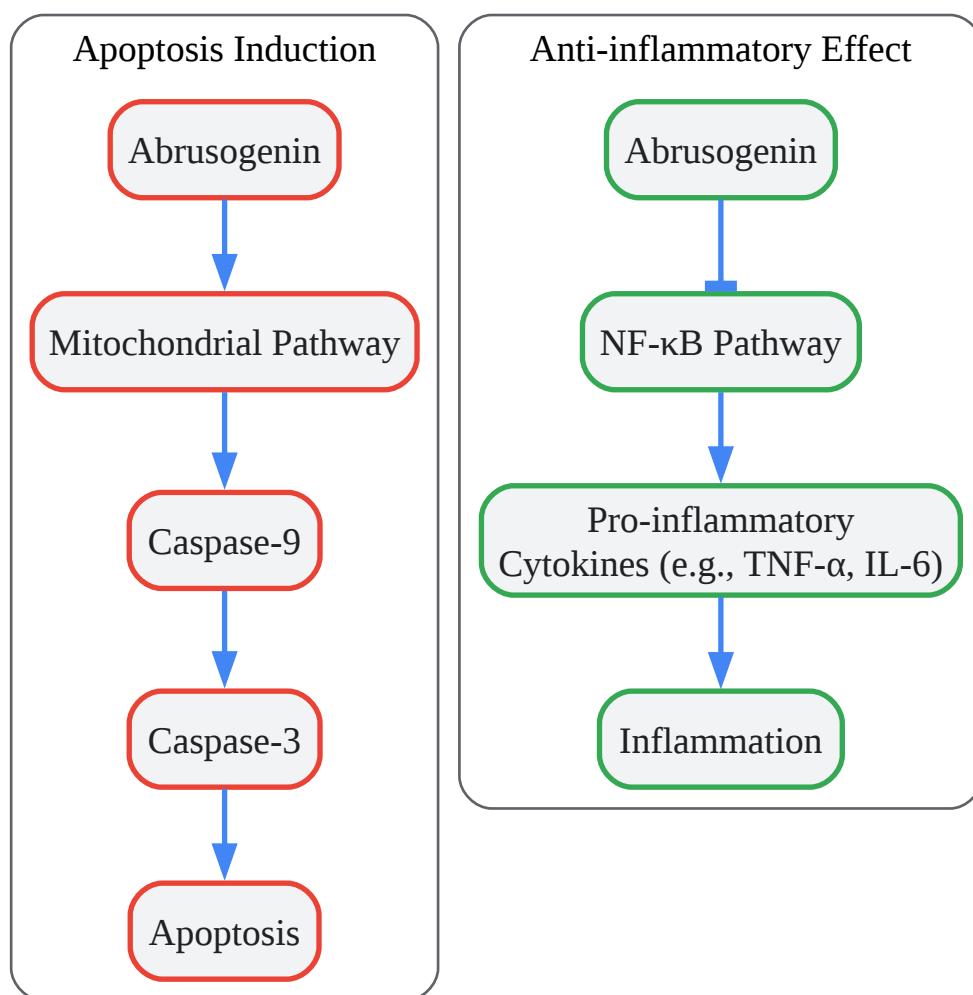 Apoptosis Induction
Abrusogenin
Mitochondrial Pathway
Caspase-9
Caspase-3
Apoptosis
Anti-inflammatory Effect
Abrusogenin
NF-κB Pathway
Pro-inflammatory
Cytokines (e.g., TNF-α, IL-6)
Inflammation